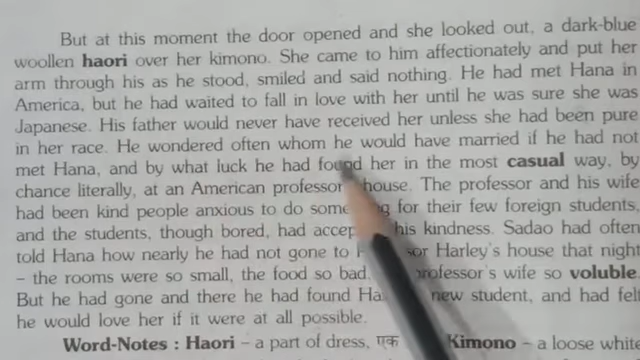 But at this moment the door opened and she looked out, a dark-blue
woollen haori over her kimono. She came to him affectionately and put her
arm through his as he stood, smiled and said nothing. He had met Hana in
America, but he had waited to fall in love with her until he was sure she was
Japanese. His father would never have received her unless she had been pure
in her race. He wondered often whom he would have married if he had not
met Hana, and by what luck he had found her in the most casual way, by
chance literally, at an American professor house. The professor and his wife
had been kind people anxious to do some for their few foreign students,
and the students, though bored, had accep his kindness. Sadao had often
told Hana how nearly he had not gone to sor Harley's house that night
– the rooms were so small, the food so bad, professor's wife so voluble.
But he had gone and there he had found Ha new student, and had felt
he would love her if it were at all possible.
Word-Notes : Haori – a part of dress, एक Kimono – a loose white